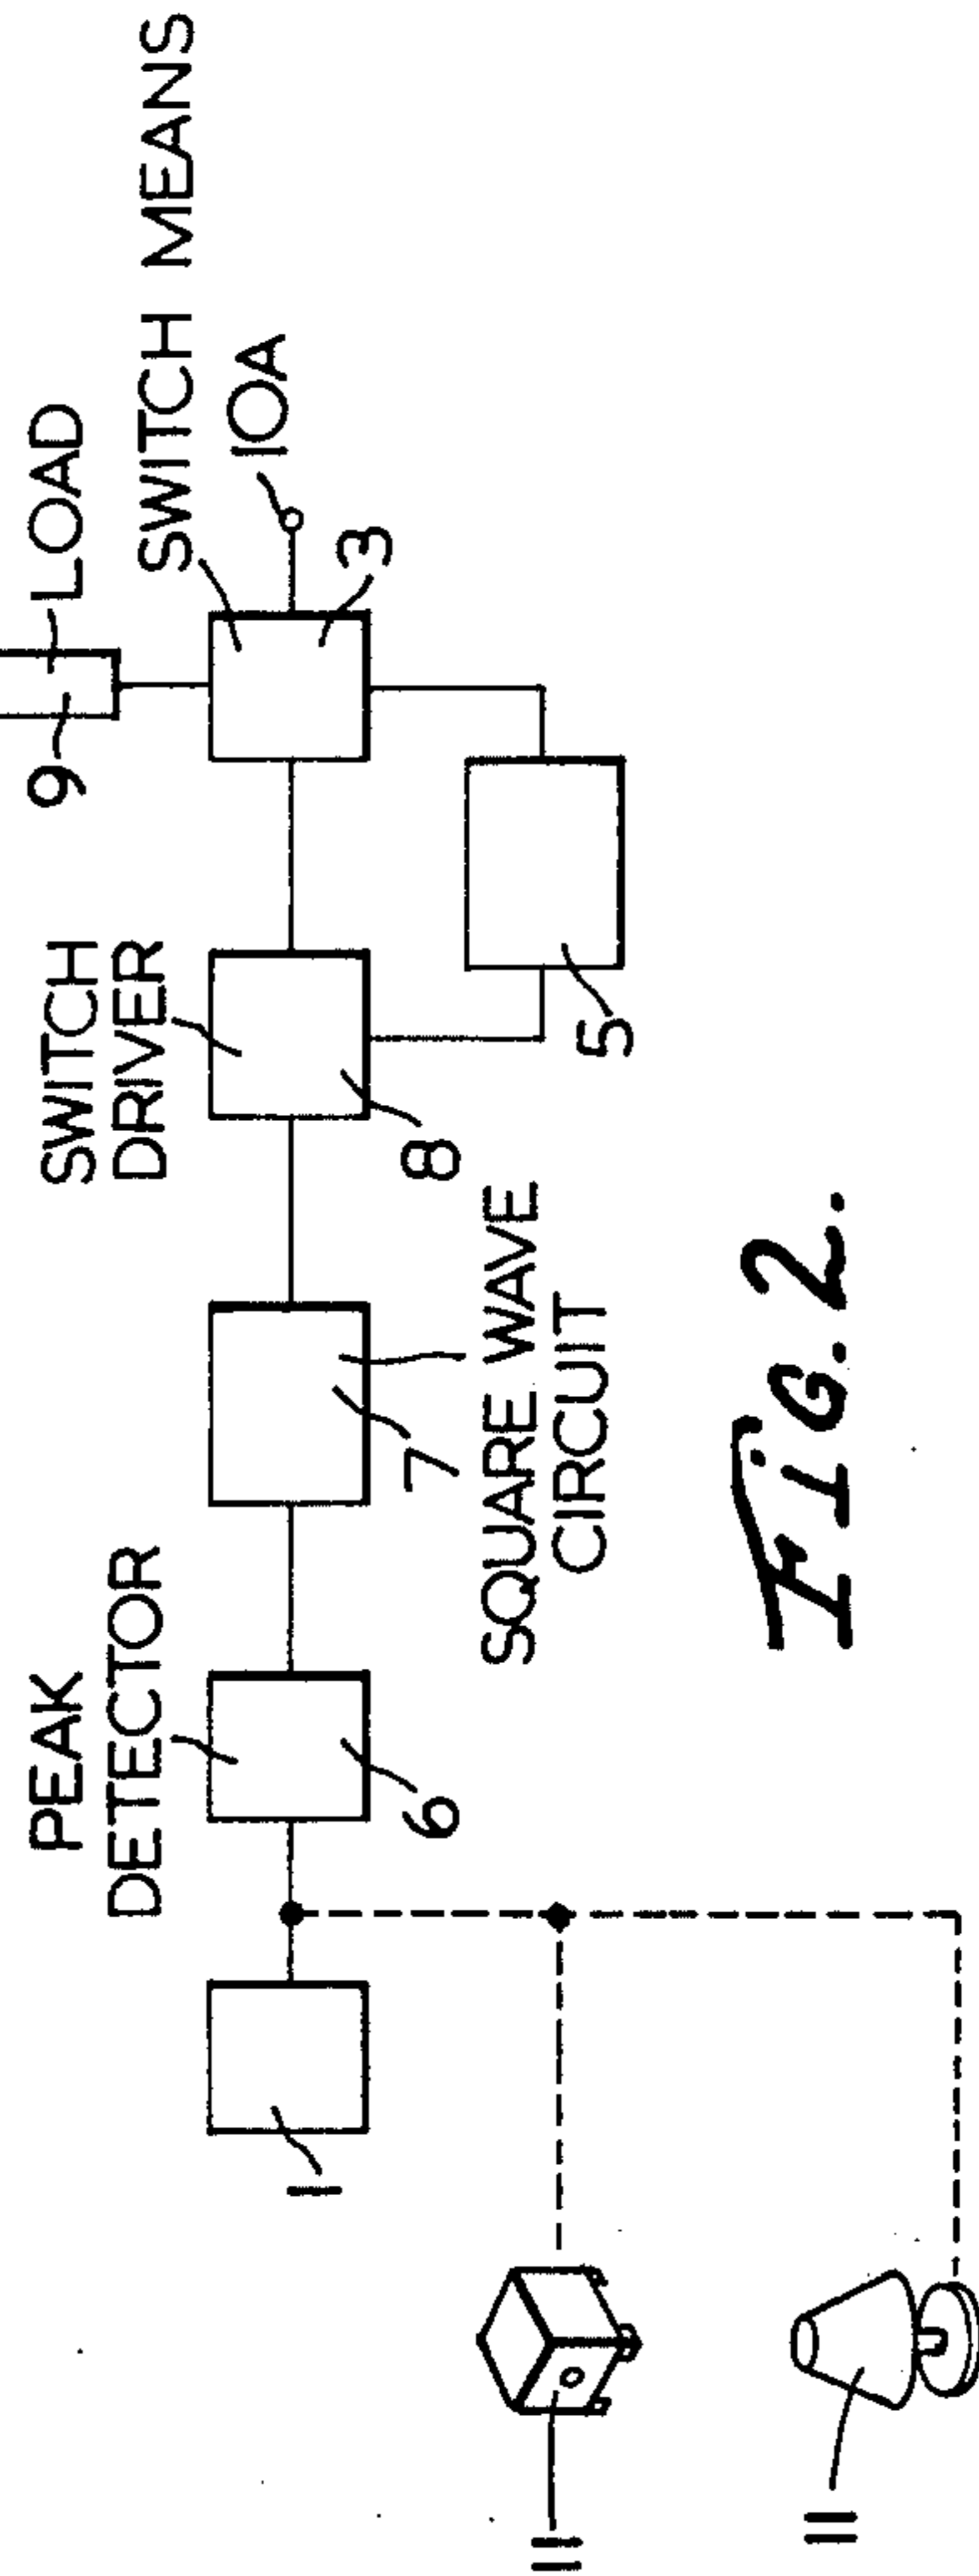 PEAK
DETECTOR
SWITCH
DRIVER
9
LOAD
SWITCH MEANS
10A
1
6
7
8
3
SQUARE WAVE
CIRCUIT
5
11
11
Fig. 2.